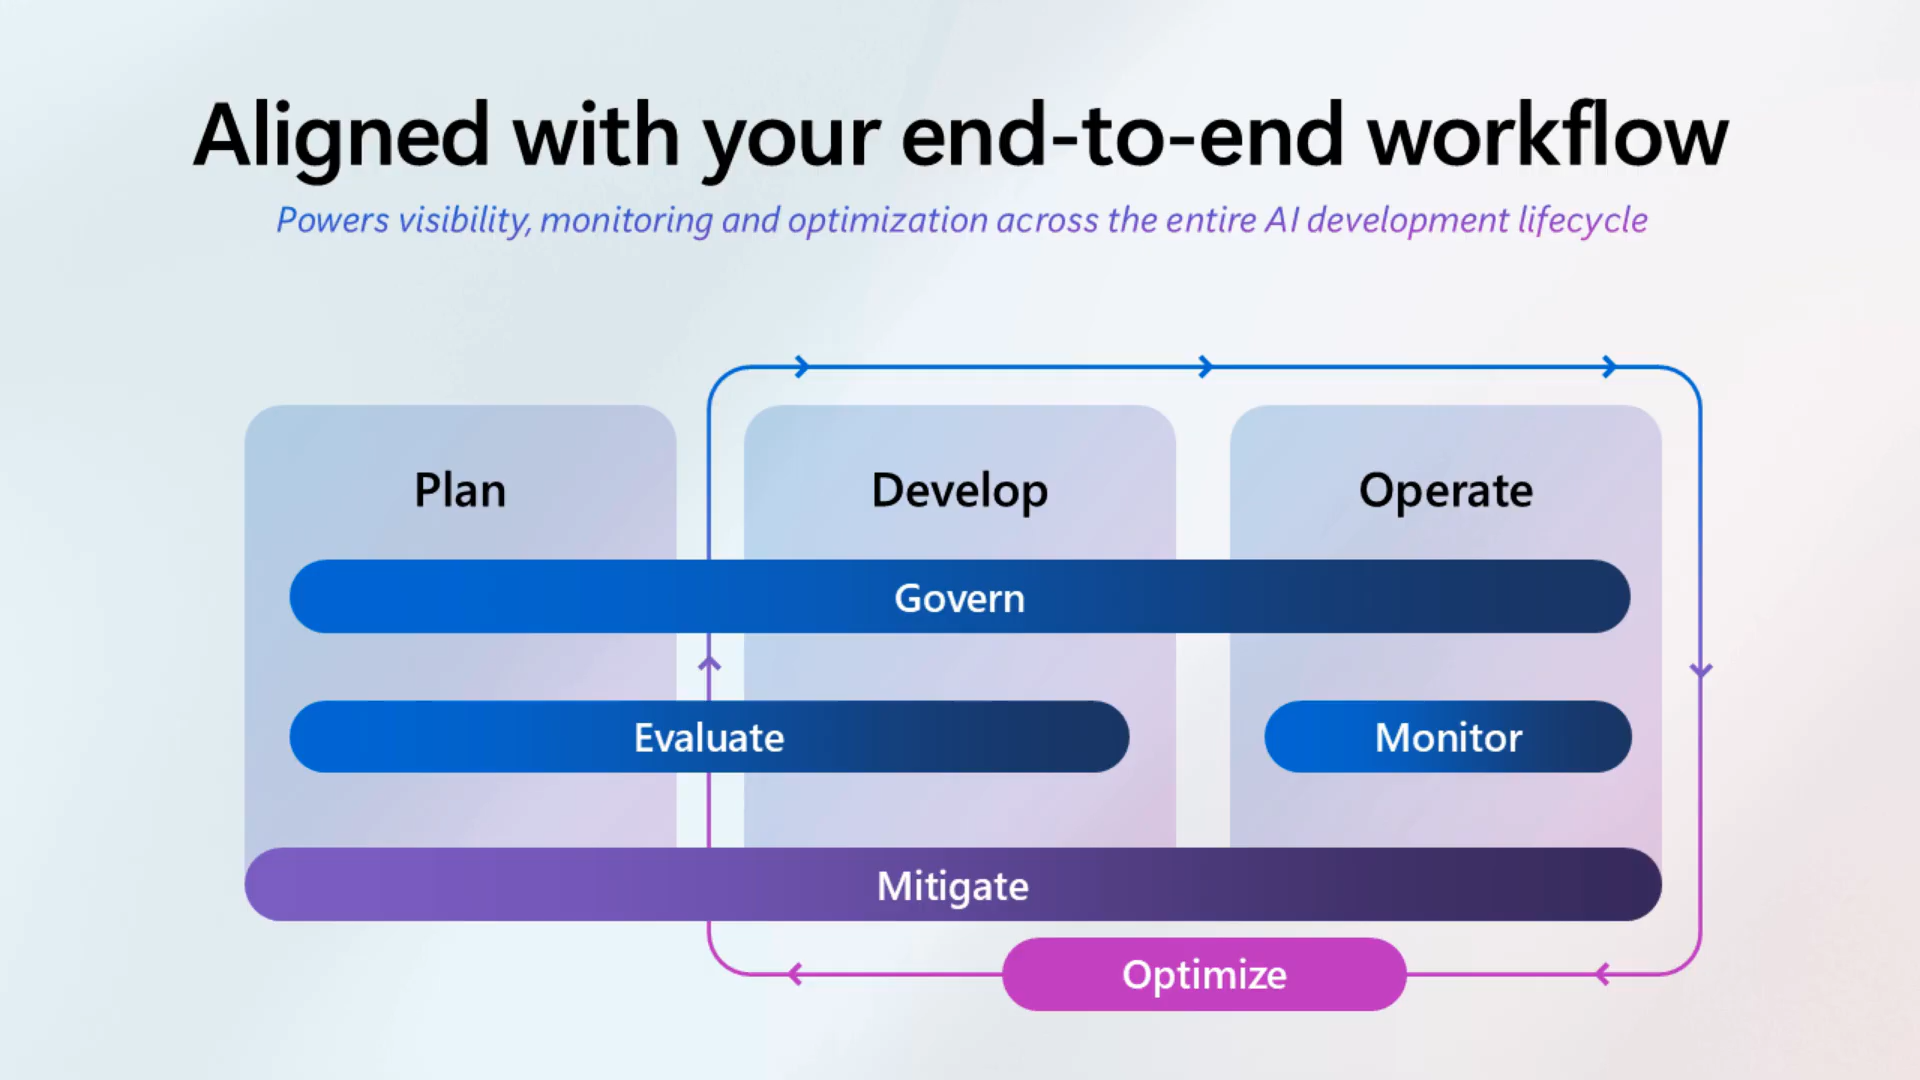 Aligned with your end-to-end workflow
Powers visibility, monitoring and optimization across the entire AI development lifecycle
Plan
Develop
Operate
Govern
Evaluate
Monitor
Mitigate
Optimize